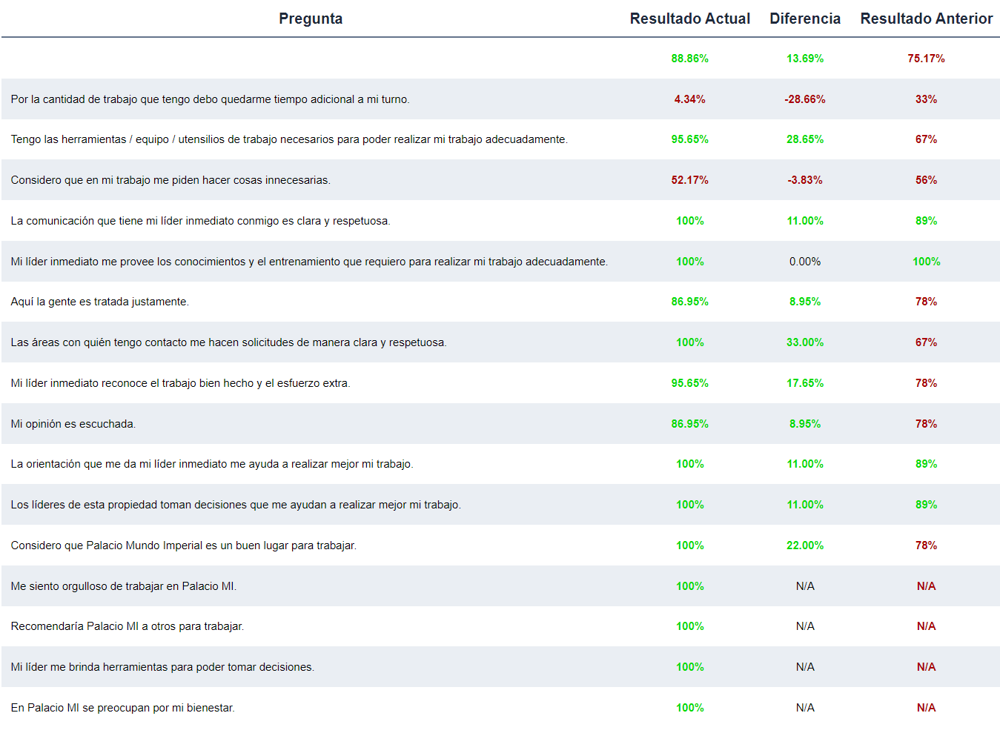 Pregunta Resultado Actual Diferencia Resultado Anterior
88.86% 13.69% 75.17%
Por la cantidad de trabajo que tengo debo quedarme tiempo adicional a mi turno. 4.34% -28.66% 33%
Tengo las herramientas / equipo / utensilios de trabajo necesarios para poder realizar mi trabajo adecuadamente. 95.65% 28.65% 67%
Considero que en mi trabajo me piden hacer cosas innecesarias. 52.17% -3.83% 56%
La comunicación que tiene mi líder inmediato conmigo es clara y respetuosa. 100% 11.00% 89%
Mi líder inmediato me provee los conocimientos y el entrenamiento que requiero para realizar mi trabajo adecuadamente. 100% 0.00% 100%
Aquí la gente es tratada justamente. 86.95% 8.95% 78%
Las áreas con quién tengo contacto me hacen solicitudes de manera clara y respetuosa. 100% 33.00% 67%
Mi líder inmediato reconoce el trabajo bien hecho y el esfuerzo extra. 95.65% 17.65% 78%
Mi opinión es escuchada. 86.95% 8.95% 78%
La orientación que me da mi líder inmediato me ayuda a realizar mejor mi trabajo. 100% 11.00% 89%
Los líderes de esta propiedad toman decisiones que me ayudan a realizar mejor mi trabajo. 100% 11.00% 89%
Considero que Palacio Mundo Imperial es un buen lugar para trabajar. 100% 22.00% 78%
Me siento orgulloso de trabajar en Palacio MI. 100% N/A N/A
Recomendaría Palacio MI a otros para trabajar. 100% N/A N/A
Mi líder me brinda herramientas para poder tomar decisiones. 100% N/A N/A
En Palacio MI se preocupan por mi bienestar. 100% N/A N/A